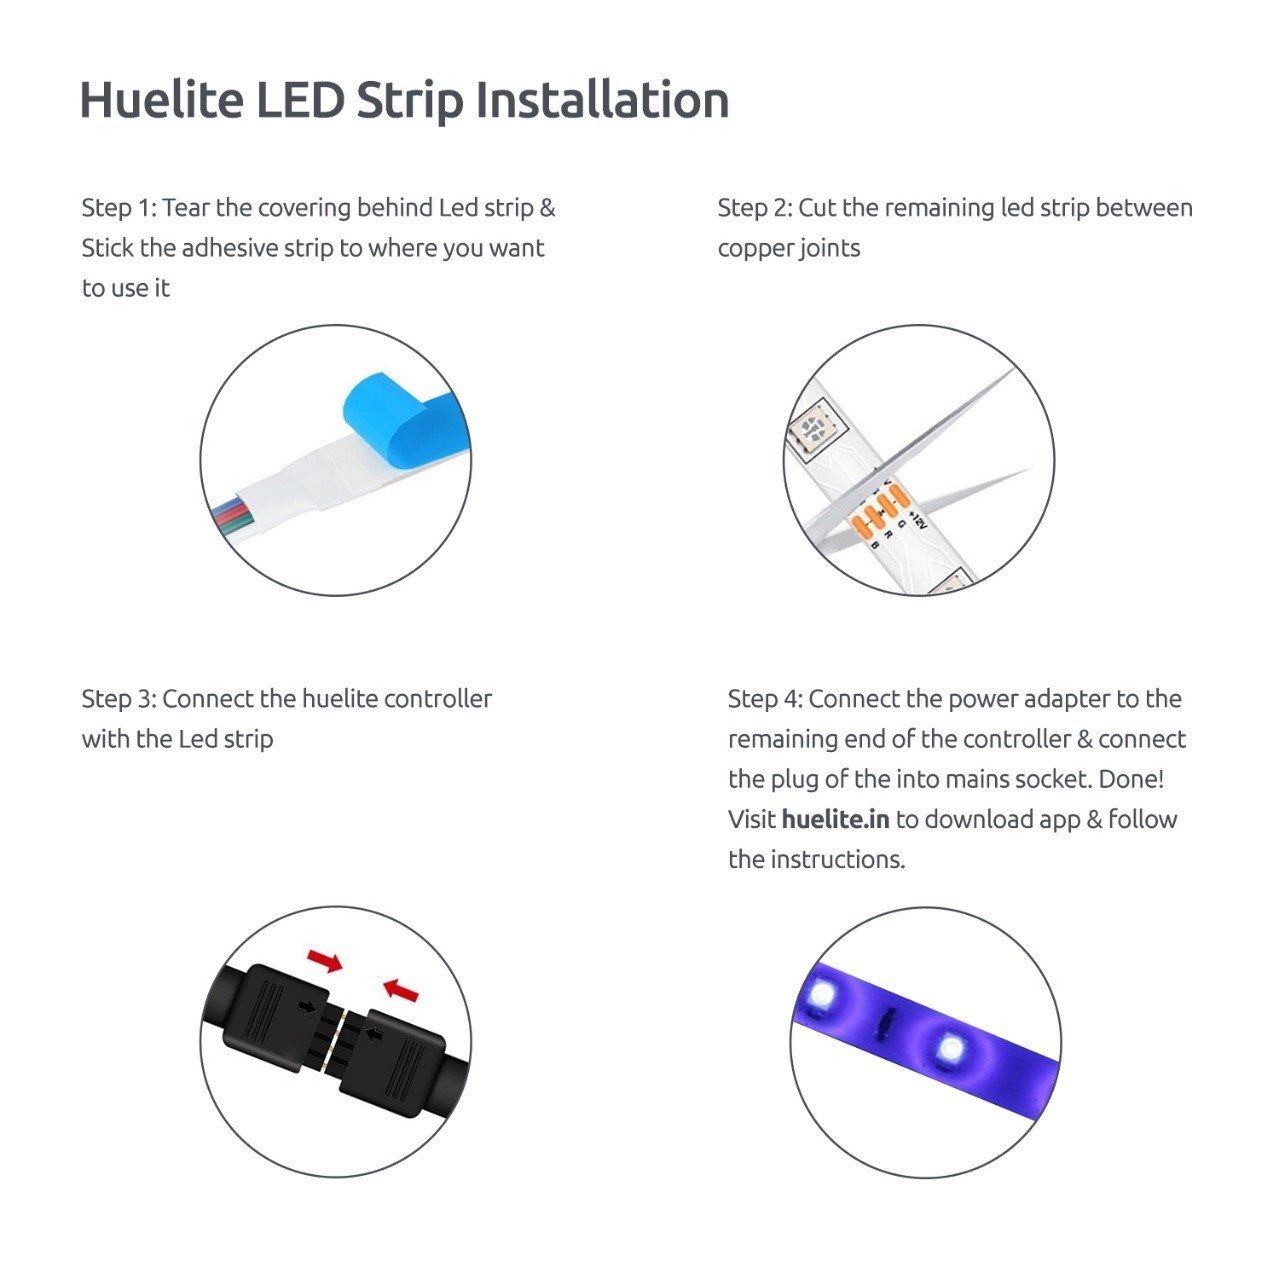 Huelite LED Strip Installation
Step 1: Tear the covering behind Led strip &
Stick the adhesive strip to where you want
to use it
Step 2: Cut the remaining led strip between
copper joints
B
R
G
+12V
Step 3: Connect the huelite controller
with the Led strip
Step 4: Connect the power adapter to the
remaining end of the controller & connect
the plug of the into mains socket. Done!
Visit huelite.in to download app & follow
the instructions.